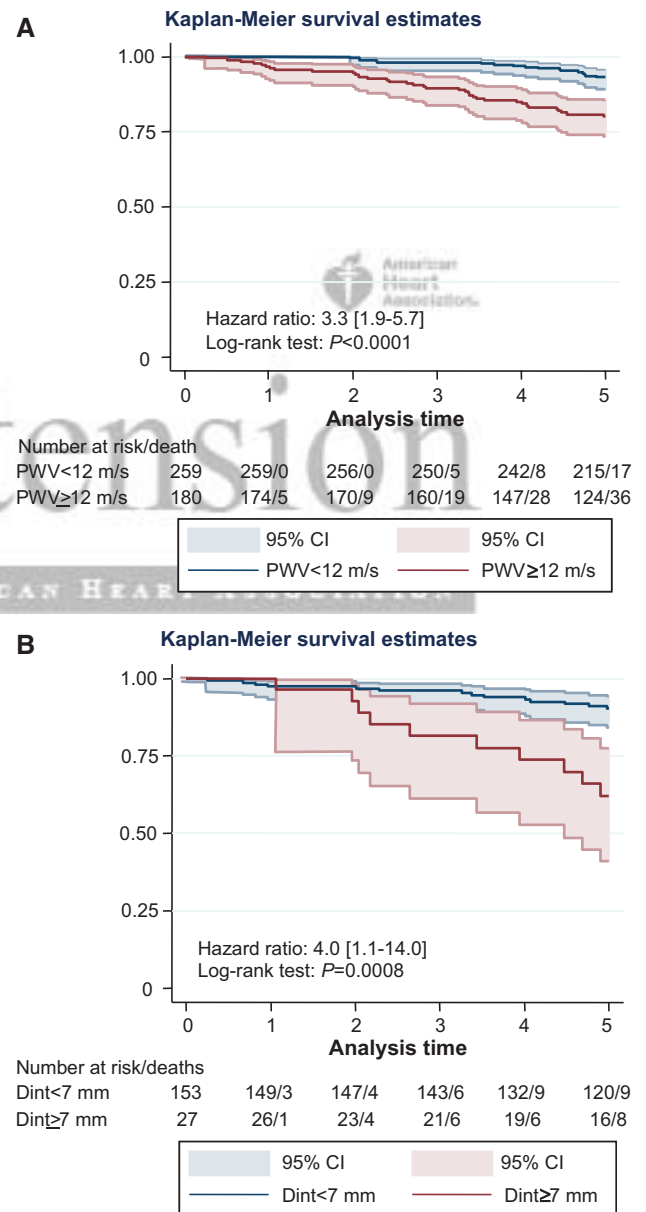 A
Kaplan-Meier survival estimates
1.00
0.75
0.50
0.25
0
American
Heart
Association®
Hazard ratio: 3.3 [1.9-5.7]
Log-rank test: P<0.0001
0 1 2 3 4 5
Analysis time
tension
Number at risk/death
PWV<12 m/s 259 259/0 256/0 250/5 242/8 215/17
PWV≥12 m/s 180 174/5 170/9 160/19 147/28 124/36
95% CI 95% CI
PWV<12 m/s PWV≥12 m/s
CAN HEART ASSOCIATION
B
Kaplan-Meier survival estimates
1.00
0.75
0.50
0.25
0
Hazard ratio: 4.0 [1.1-14.0]
Log-rank test: P=0.0008
0 1 2 3 4 5
Analysis time
Number at risk/deaths
Dint<7 mm 153 149/3 147/4 143/6 132/9 120/9
Dint≥7 mm 27 26/1 23/4 21/6 19/6 16/8
95% CI 95% CI
Dint<7 mm Dint≥7 mm